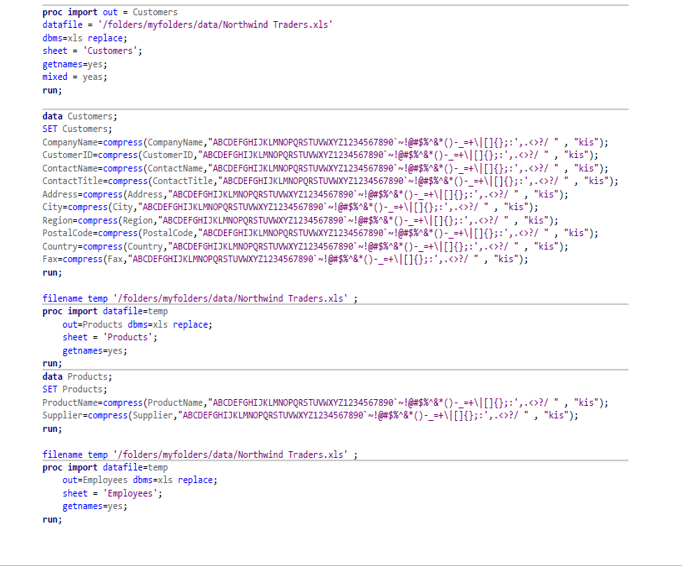 proc import out = Customers
datafile = '/folders/myfolders/data/Northwind Traders.xls'
dbms=xls replace;
sheet = 'Customers';
getnames=yes;
mixed = yeas;
run;
data Customers;
SET Customers;
CompanyName=compress(CompanyName,"ABCDEFGHIJKLMNOPQRSTUVWXYZ1234567890`~!@#$%^&*()-_=+\|[]{};:',.<>?/ " , "kis");
CustomerID=compress(CustomerID,"ABCDEFGHIJKLMNOPQRSTUVWXYZ1234567890`~!@#$%^&*()-_=+\|[]{};:',.<>?/ " , "kis");
ContactName=compress(ContactName,"ABCDEFGHIJKLMNOPQRSTUVWXYZ1234567890`~!@#$%^&*()-_=+\|[]{};:',.<>?/ " , "kis");
ContactTitle=compress(ContactTitle,"ABCDEFGHIJKLMNOPQRSTUVWXYZ1234567890`~!@#$%^&*()-_=+\|[]{};:',.<>?/ " , "kis");
Address=compress(Address,"ABCDEFGHIJKLMNOPQRSTUVWXYZ1234567890`~!@#$%^&*()-_=+\|[]{};:',.<>?/ " , "kis");
City=compress(City,"ABCDEFGHIJKLMNOPQRSTUVWXYZ1234567890`~!@#$%^&*()-_=+\|[]{};:',.<>?/ " , "kis");
Region=compress(Region,"ABCDEFGHIJKLMNOPQRSTUVWXYZ1234567890`~!@#$%^&*()-_=+\|[]{};:',.<>?/ " , "kis");
PostalCode=compress(PostalCode,"ABCDEFGHIJKLMNOPQRSTUVWXYZ1234567890`~!@#$%^&*()-_=+\|[]{};:',.<>?/ " , "kis");
Country=compress(Country,"ABCDEFGHIJKLMNOPQRSTUVWXYZ1234567890`~!@#$%^&*()-_=+\|[]{};:',.<>?/ " , "kis");
Fax=compress(Fax,"ABCDEFGHIJKLMNOPQRSTUVWXYZ1234567890`~!@#$%^&*()-_=+\|[]{};:',.<>?/ " , "kis");
run;
filename temp '/folders/myfolders/data/Northwind Traders.xls' ;
proc import datafile=temp
out=Products dbms=xls replace;
sheet = 'Products';
getnames=yes;
run;
data Products;
SET Products;
ProductName=compress(ProductName,"ABCDEFGHIJKLMNOPQRSTUVWXYZ1234567890`~!@#$%^&*()-_=+\|[]{};:',.<>?/ " , "kis");
Supplier=compress(Supplier,"ABCDEFGHIJKLMNOPQRSTUVWXYZ1234567890`~!@#$%^&*()-_=+\|[]{};:',.<>?/ " , "kis");
run;
filename temp '/folders/myfolders/data/Northwind Traders.xls' ;
proc import datafile=temp
out=Employees dbms=xls replace;
sheet = 'Employees';
getnames=yes;
run;